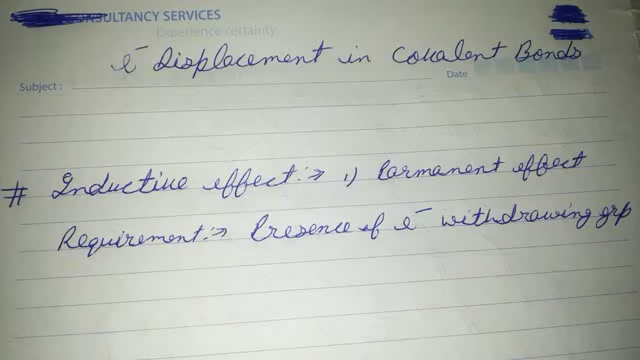 CONSULTANCY SERVICES
Experience certainty
e⁻ Displacement in Covalent Bonds
Subject :
Date
# Inductive effect:→ 1) Parmanent effect
Requirement:→ Presence of e⁻ withdrawing grp